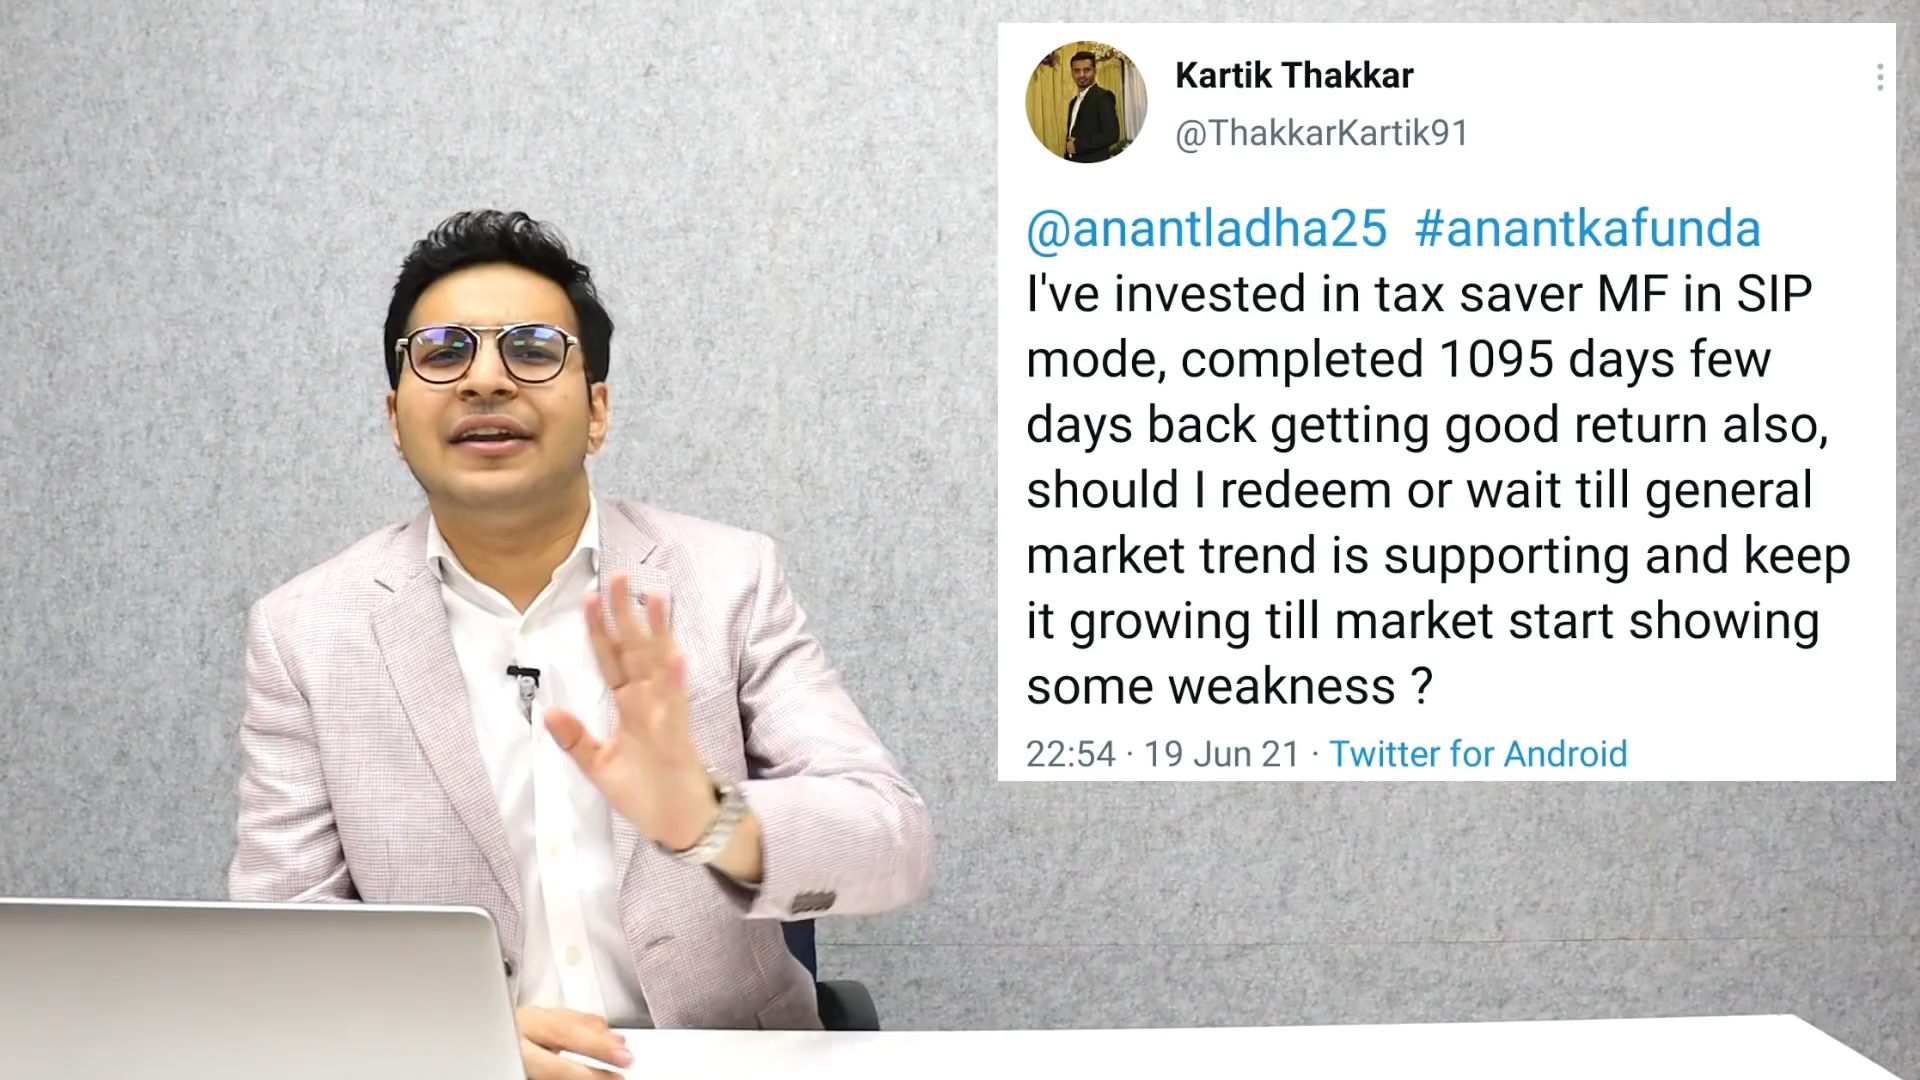 Kartik Thakkar
@ThakkarKartik91
@anantladha25 #anantkafunda
I've invested in tax saver MF in SIP
mode, completed 1095 days few
days back getting good return also,
should I redeem or wait till general
market trend is supporting and keep
it growing till market start showing
some weakness ?
22:54 · 19 Jun 21 · Twitter for Android